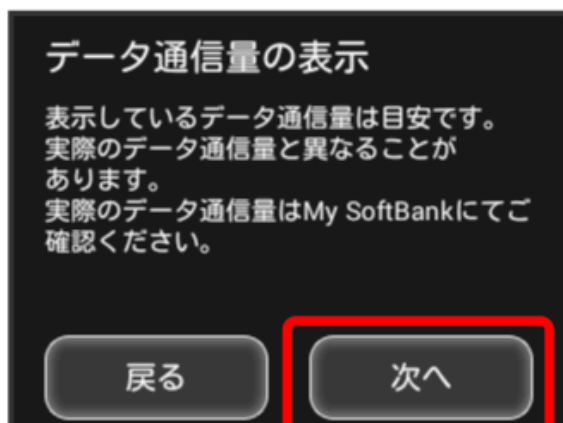 データ通信量の表示
表示しているデータ通信量は目安です。
実際のデータ通信量と異なることが
あります。
実際のデータ通信量はMy SoftBankにてご
確認ください。
戻る
次へ